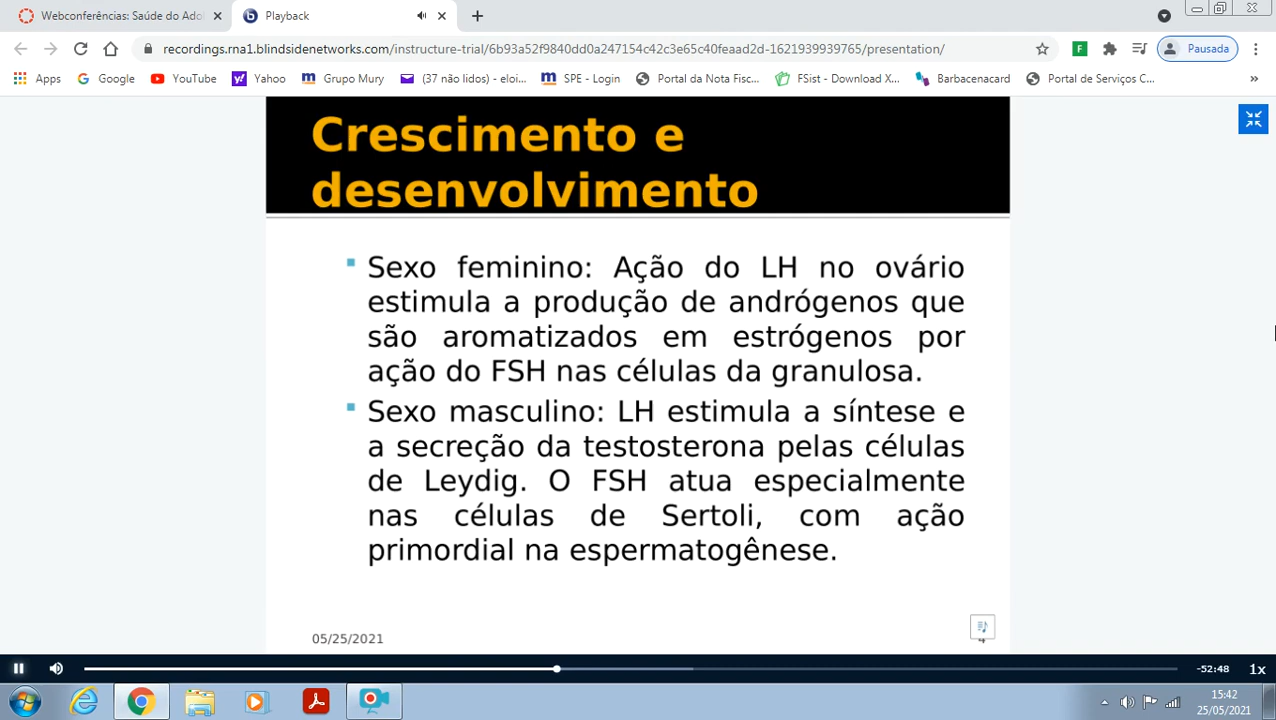 Webconferências: Saúde do Ado
Playback
recordings.rna1.blindsidenetworks.com/instructure-trial/6b93a52f9840dd0a247154c42c3e65c40feaad2d-1621939939765/presentation/
Pausada
Apps
Google
YouTube
Yahoo
Grupo Mury
(37 não lidos) - eloi...
SPE - Login
Portal da Nota Fisc...
FSist - Download X...
Barbacenacard
Portal de Serviços C...
»
Crescimento e
desenvolvimento
Sexo feminino: Ação do LH no ovário
estimula a produção de andrógenos que
são aromatizados em estrógenos por
ação do FSH nas células da granulosa.
Sexo masculino: LH estimula a síntese e
a secreção da testosterona pelas células
de Leydig. O FSH atua especialmente
nas células de Sertoli, com ação
primordial na espermatogênese.
05/25/2021
4
-52:48
1x
15:42
25/05/2021